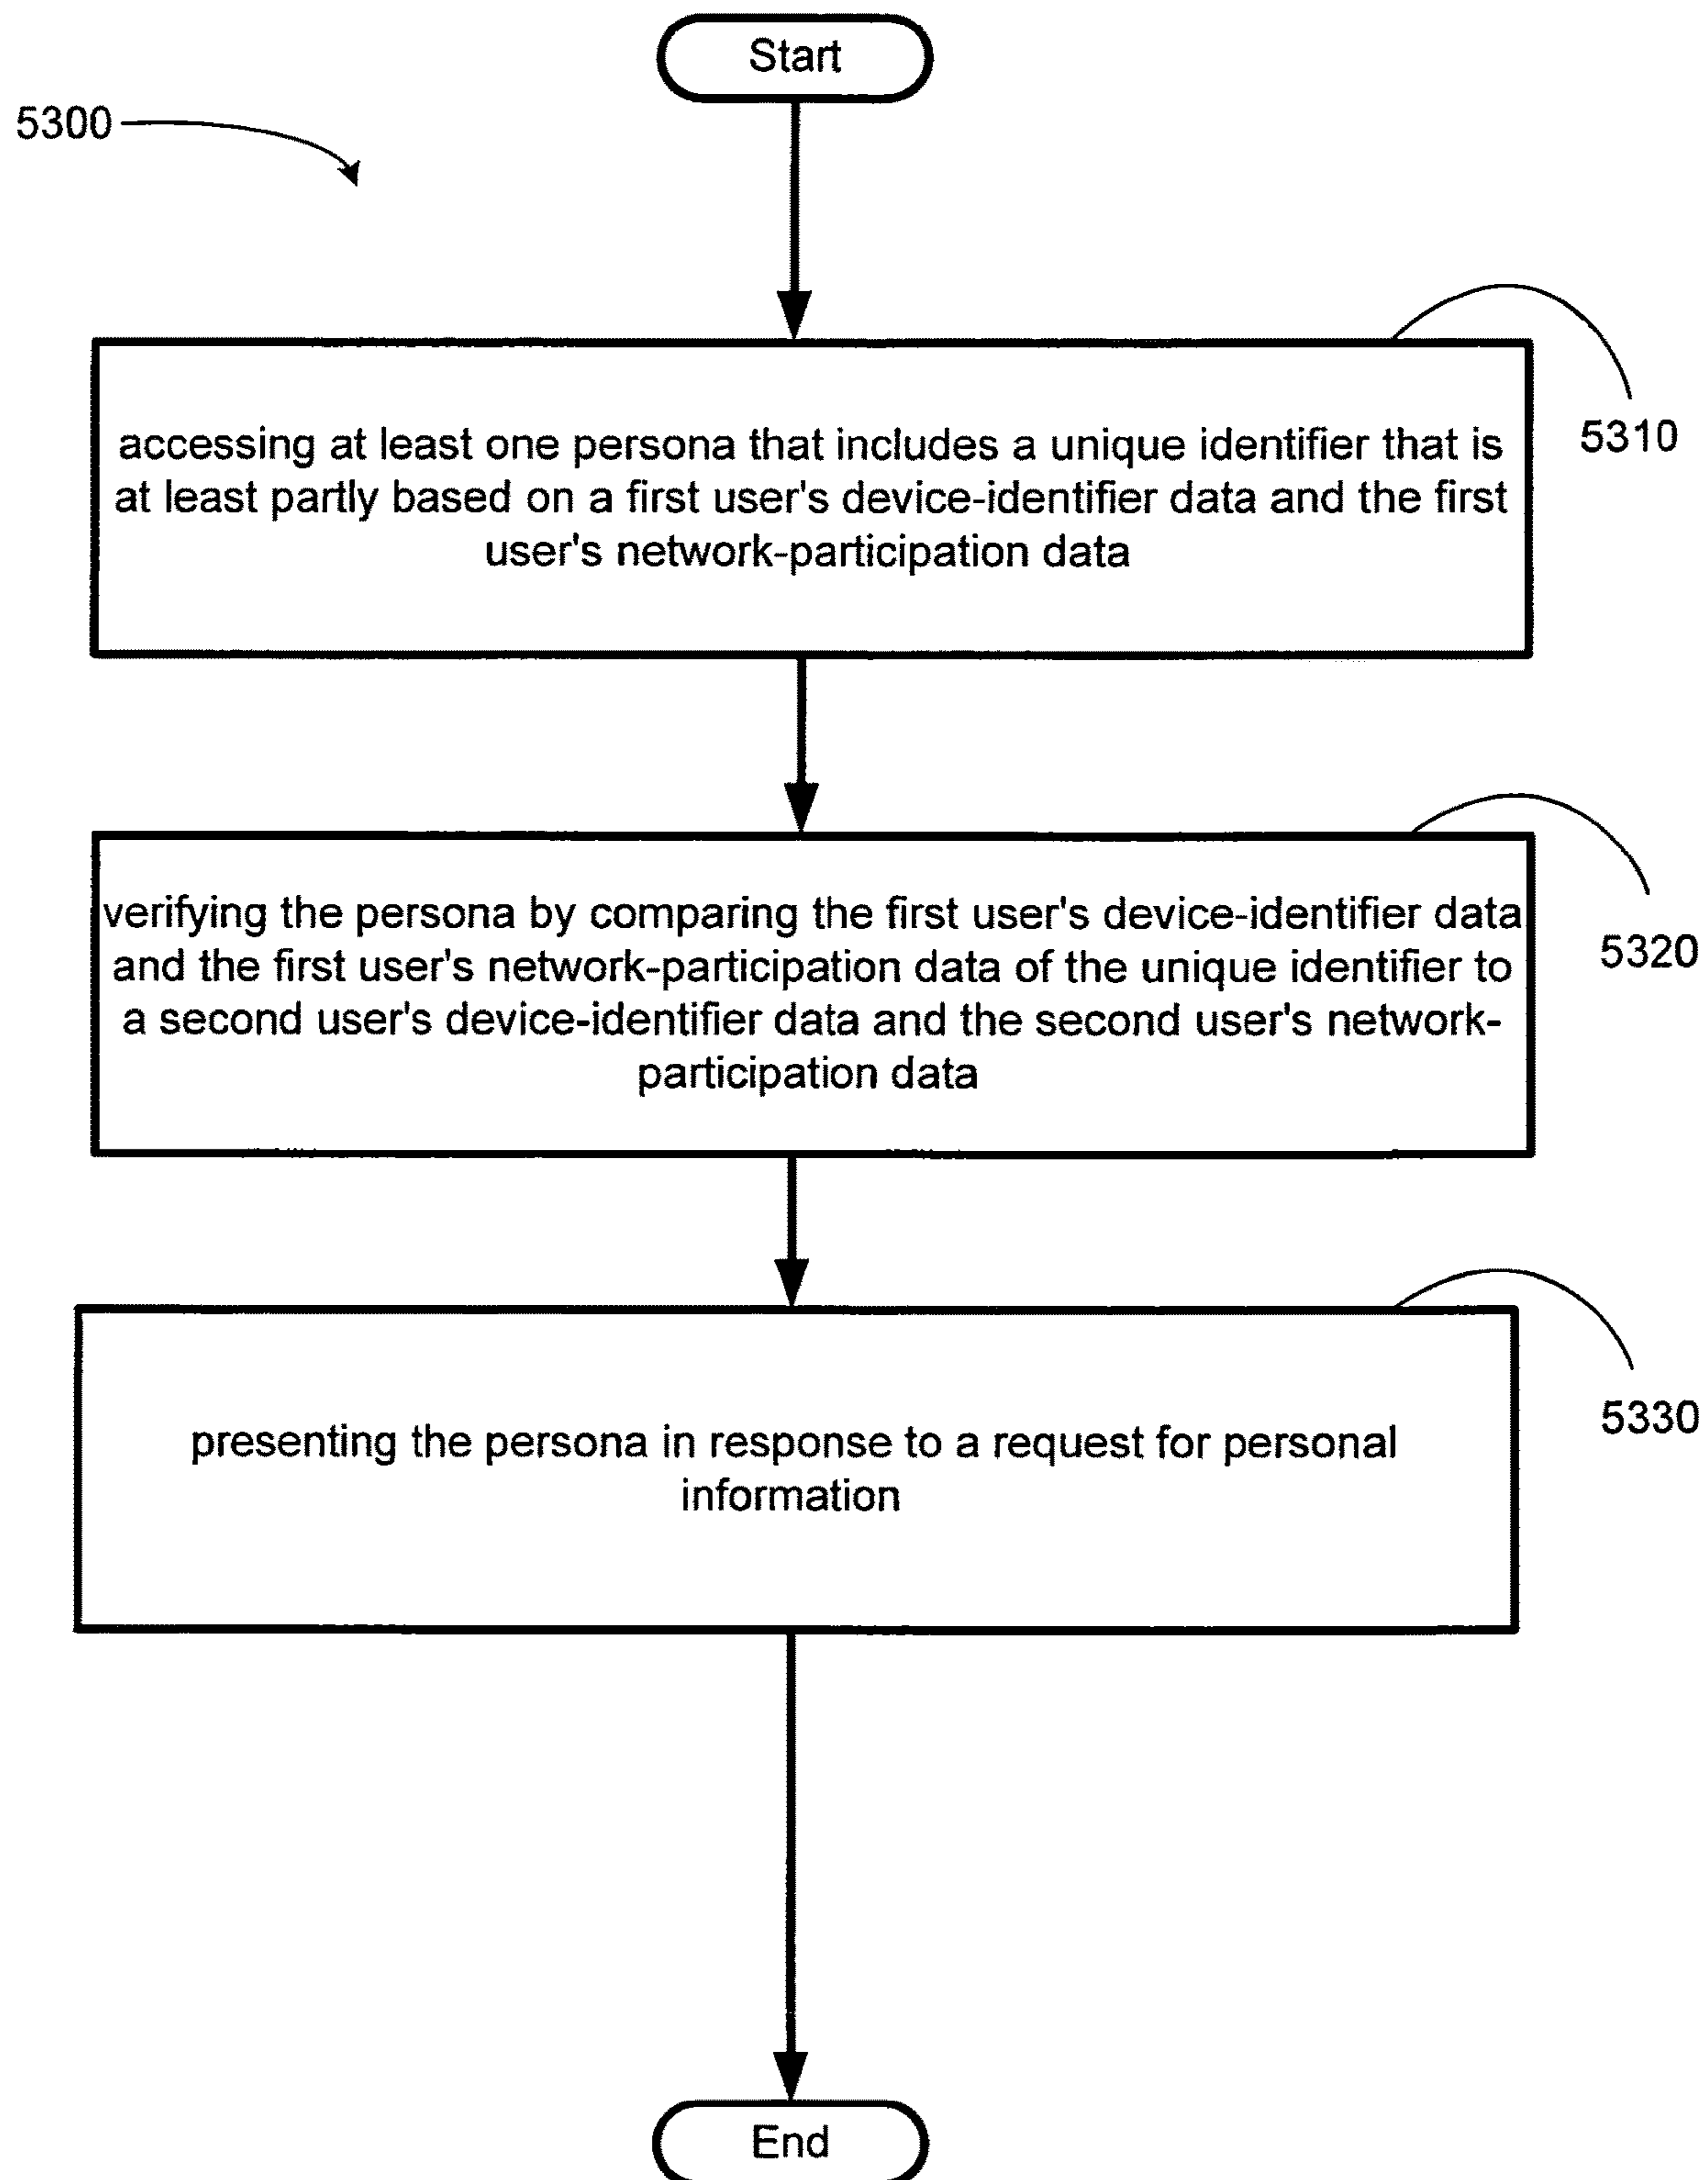 Start
5300
5310
accessing at least one persona that includes a unique identifier that is
at least partly based on a first user's device-identifier data and the first
user's network-participation data
5320
verifying the persona by comparing the first user's device-identifier data
and the first user's network-participation data of the unique identifier to
a second user's device-identifier data and the second user's network-
participation data
5330
presenting the persona in response to a request for personal
information
End